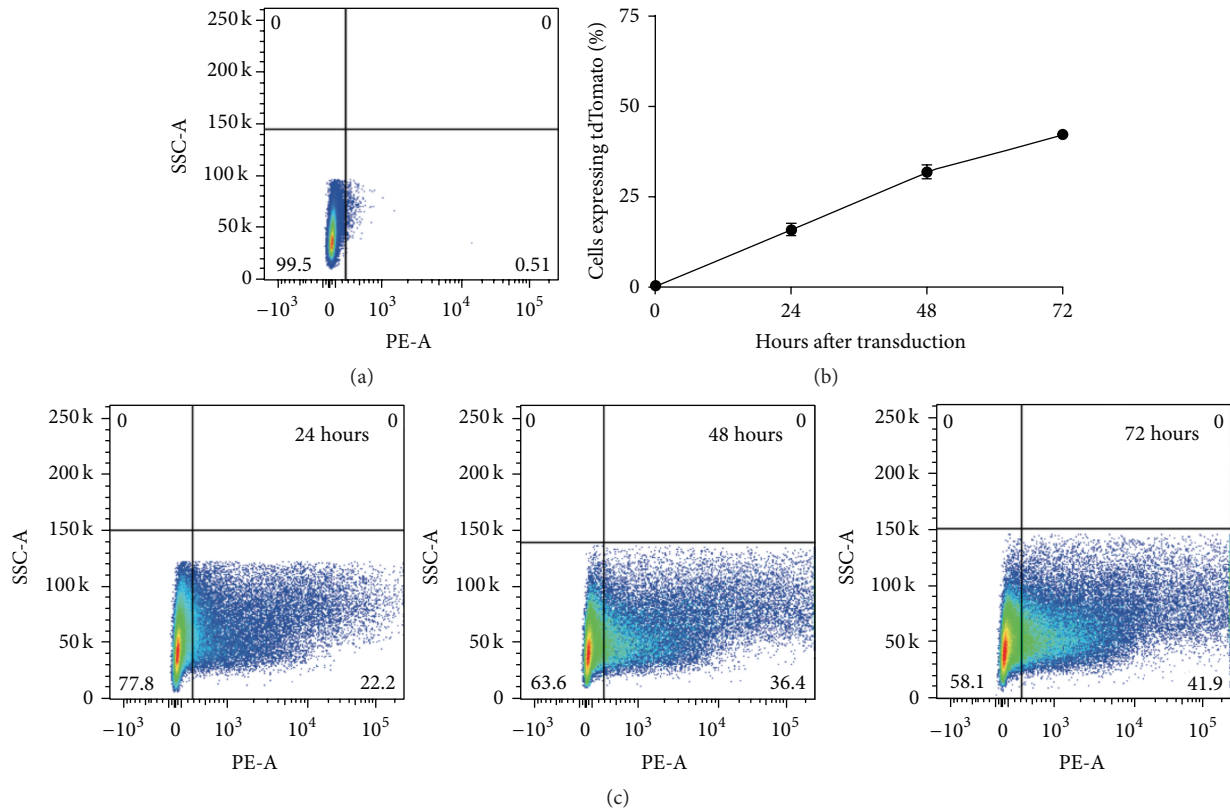 0 0
250 k
200 k
150 k
100 k
50 k
0
SSC-A
99.5 0.51
−10³ 0 10³ 10⁴ 10⁵
PE-A
(a)
75
50
25
0
Cells expressing tdTomato (%)
0 24 48 72
Hours after transduction
(b)
0 0
24 hours
250 k
200 k
150 k
100 k
50 k
0
SSC-A
77.8 22.2
−10³ 0 10³ 10⁴ 10⁵
PE-A
0 0
48 hours
250 k
200 k
150 k
100 k
50 k
0
SSC-A
63.6 36.4
−10³ 0 10³ 10⁴ 10⁵
PE-A
0 0
72 hours
250 k
200 k
150 k
100 k
50 k
0
SSC-A
58.1 41.9
−10³ 0 10³ 10⁴ 10⁵
PE-A
(c)